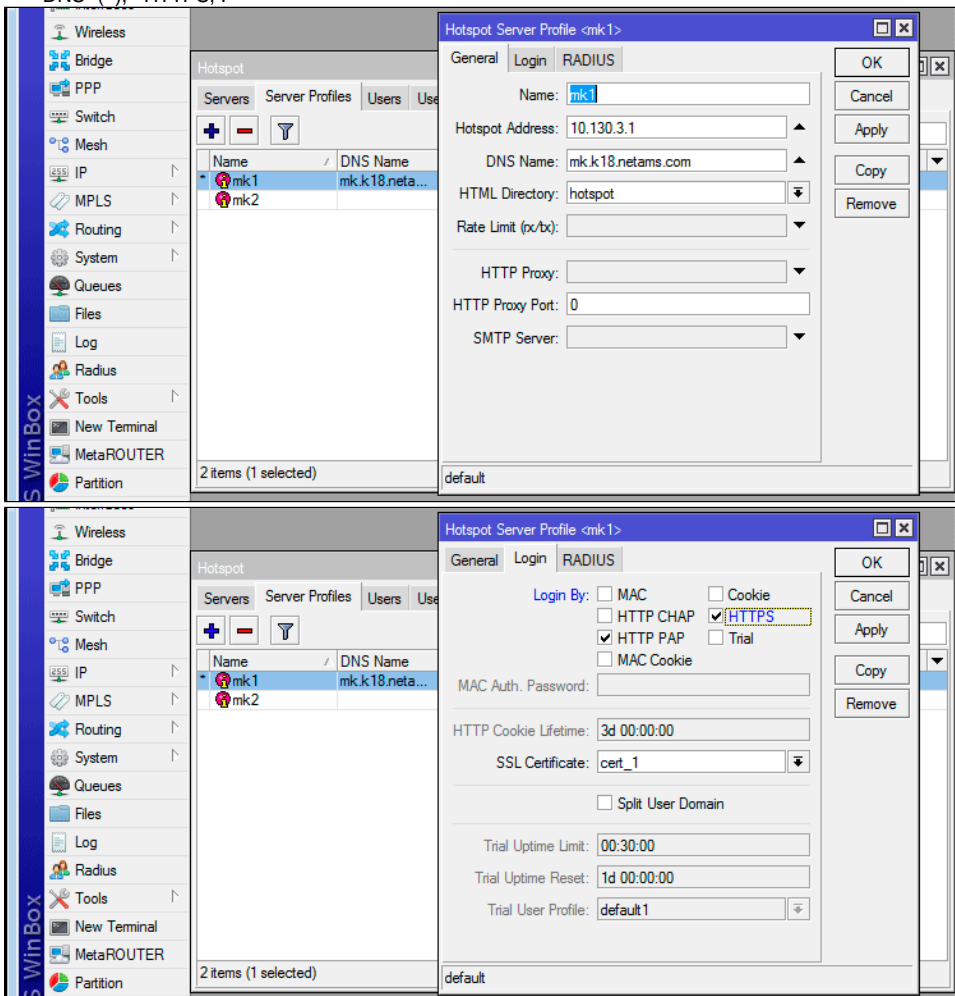 Wireless
Bridge
PPP
Switch
Mesh
IP
MPLS
Routing
System
Queues
Files
Log
Radius
Tools
New Terminal
MetaROUTER
Partition
S WinBox
Hotspot
Servers Server Profiles Users Use
Name DNS Name
* mk1 mk.k18.neta...
mk2
2 items (1 selected)
Hotspot Server Profile <mk1>
General Login RADIUS
Name: mk1
Hotspot Address: 10.130.3.1
DNS Name: mk.k18.netams.com
HTML Directory: hotspot
Rate Limit (rx/tx):
HTTP Proxy:
HTTP Proxy Port: 0
SMTP Server:
default
OK
Cancel
Apply
Copy
Remove
Wireless
Bridge
PPP
Switch
Mesh
IP
MPLS
Routing
System
Queues
Files
Log
Radius
Tools
New Terminal
MetaROUTER
Partition
WinBox
Hotspot
Servers Server Profiles Users Use
Name DNS Name
* mk1 mk.k18.neta...
mk2
2 items (1 selected)
Hotspot Server Profile <mk1>
General Login RADIUS
Login By: MAC Cookie
HTTP CHAP HTTPS
HTTP PAP Trial
MAC Cookie
MAC Auth. Password:
HTTP Cookie Lifetime: 3d 00:00:00
SSL Certificate: cert_1
Split User Domain
Trial Uptime Limit: 00:30:00
Trial Uptime Reset: 1d 00:00:00
Trial User Profile: default1
default
OK
Cancel
Apply
Copy
Remove